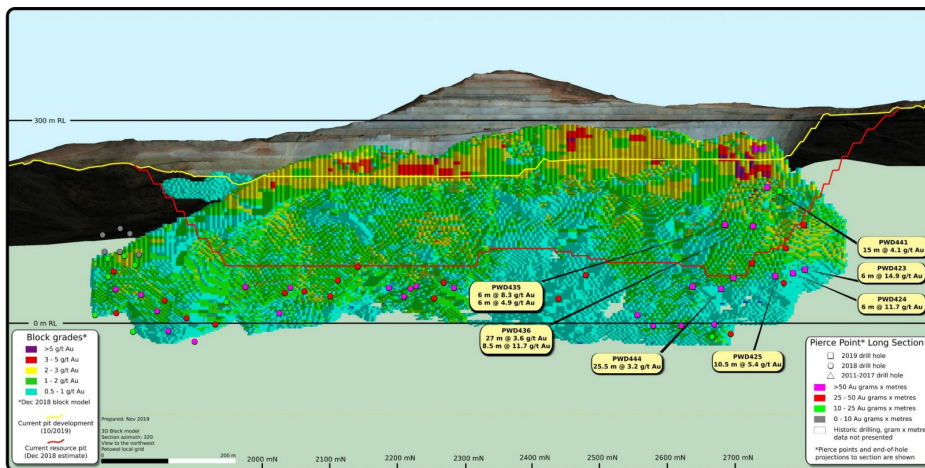 300 m RL
PWD441
15 m @ 4.1 g/t Au
PWD423
6 m @ 14.9 g/t Au
PWD424
6 m @ 11.7 g/t Au
PWD435
6 m @ 8.3 g/t Au
6 m @ 4.9 g/t Au
PWD436
27 m @ 3.6 g/t Au
8.5 m @ 11.7 g/t Au
PWD444
25.5 m @ 3.2 g/t Au
PWD425
10.5 m @ 5.4 g/t Au
0 m RL
Block grades*
>5 g/t Au
3 - 5 g/t Au
2 - 3 g/t Au
1 - 2 g/t Au
0.5 - 1 g/t Au
*Dec 2018 block model
Current pit development
(10/2019)
Current resource pit
(Dec 2018 estimate)
Prepared: Nov 2019
3D Block model
Section azimuth: 320
View to the northwest
Petowal local grid
0
200 m
2000 mN
2100 mN
2200 mN
2300 mN
2400 mN
2500 mN
2600 mN
2700 mN
Pierce Point* Long Section
2019 drill hole
2018 drill hole
2011-2017 drill hole
>50 Au grams x metres
25 - 50 Au grams x metres
10 - 25 Au grams x metres
0 - 10 Au grams x metres
Historic drilling, gram x metre
data not presented
*Pierce points and end-of-hole
projections to section are shown